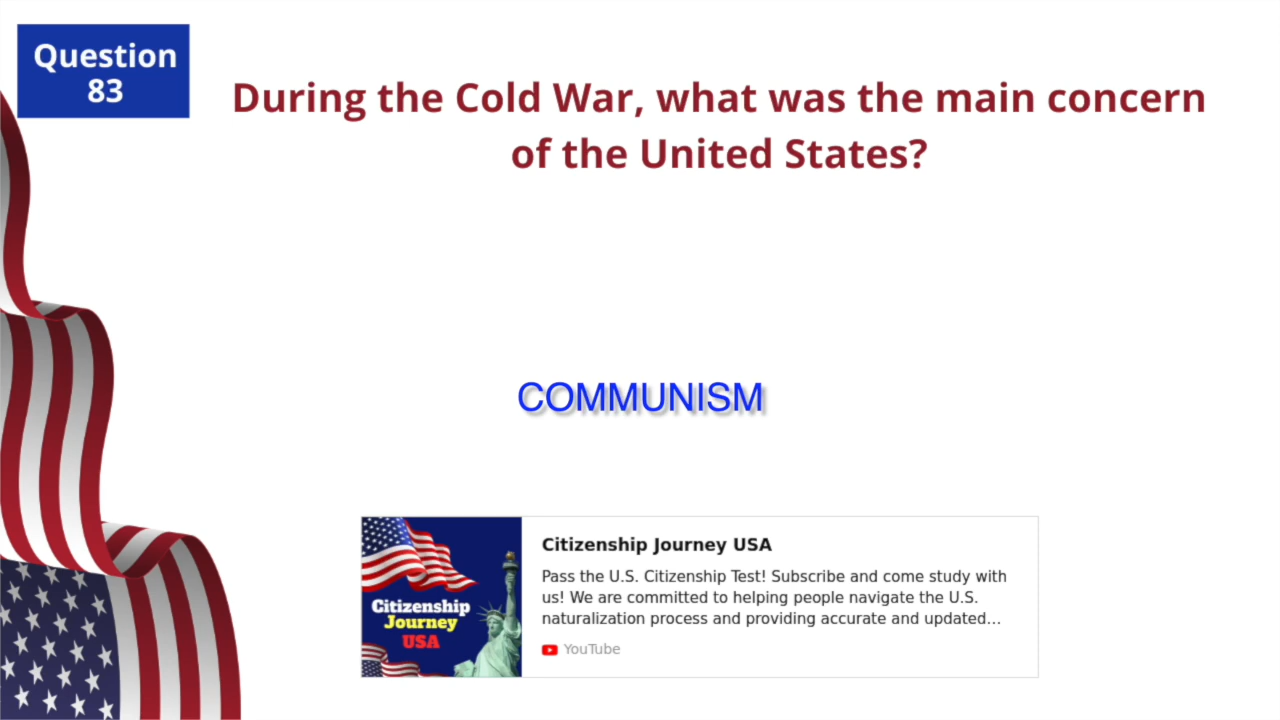 Question
83
During the Cold War, what was the main concern
of the United States?
COMMUNISM
Citizenship Journey USA
Pass the U.S. Citizenship Test! Subscribe and come study with
us! We are committed to helping people navigate the U.S.
naturalization process and providing accurate and updated...
YouTube
Citizenship
Journey
USA